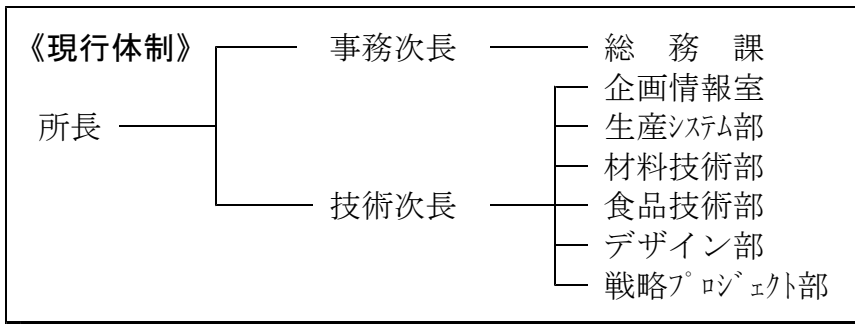 《現行体制》 事務次長 総務課
企画情報室
所長 生産ｼｽﾃﾑ部
材料技術部
技術次長 食品技術部
デザイン部
戦略ﾌﾟﾛｼﾞｪｸﾄ部